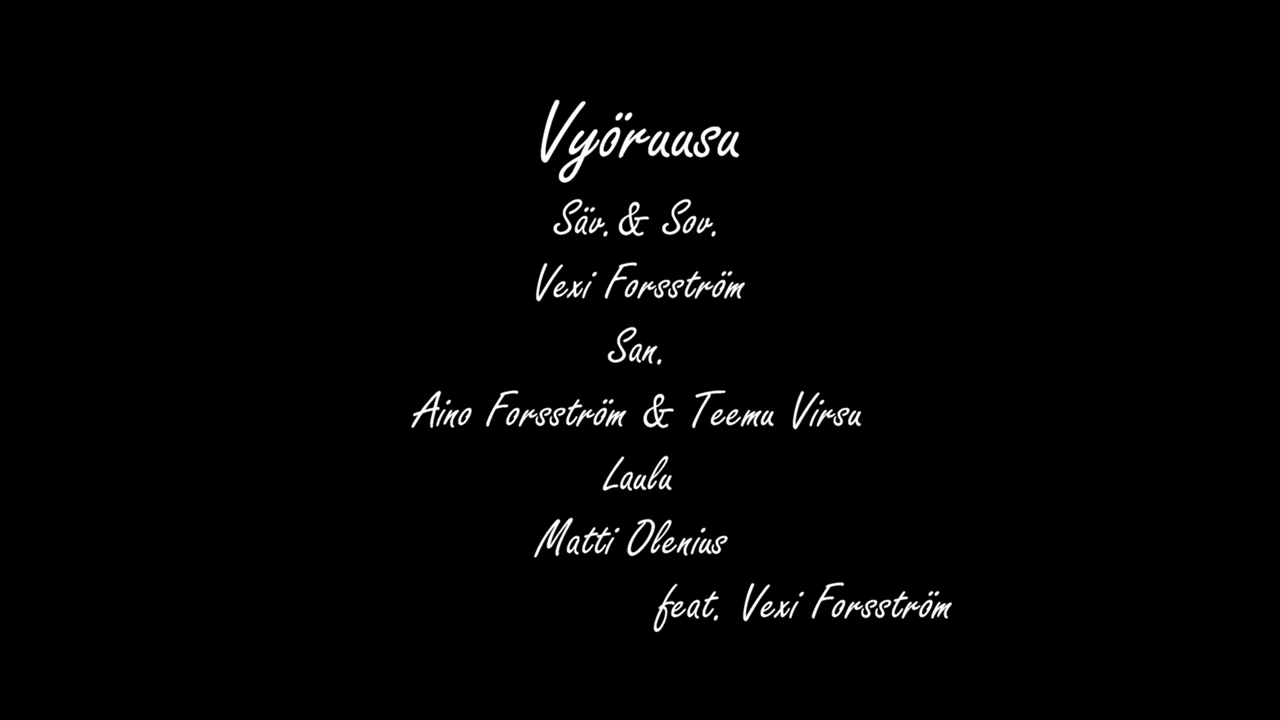 Vyöruusu
Säv. & Sov.
Vexi Forsström
San.
Aino Forsström & Teemu Virsu
Laulu
Matti Olenius
feat. Vexi Forsström